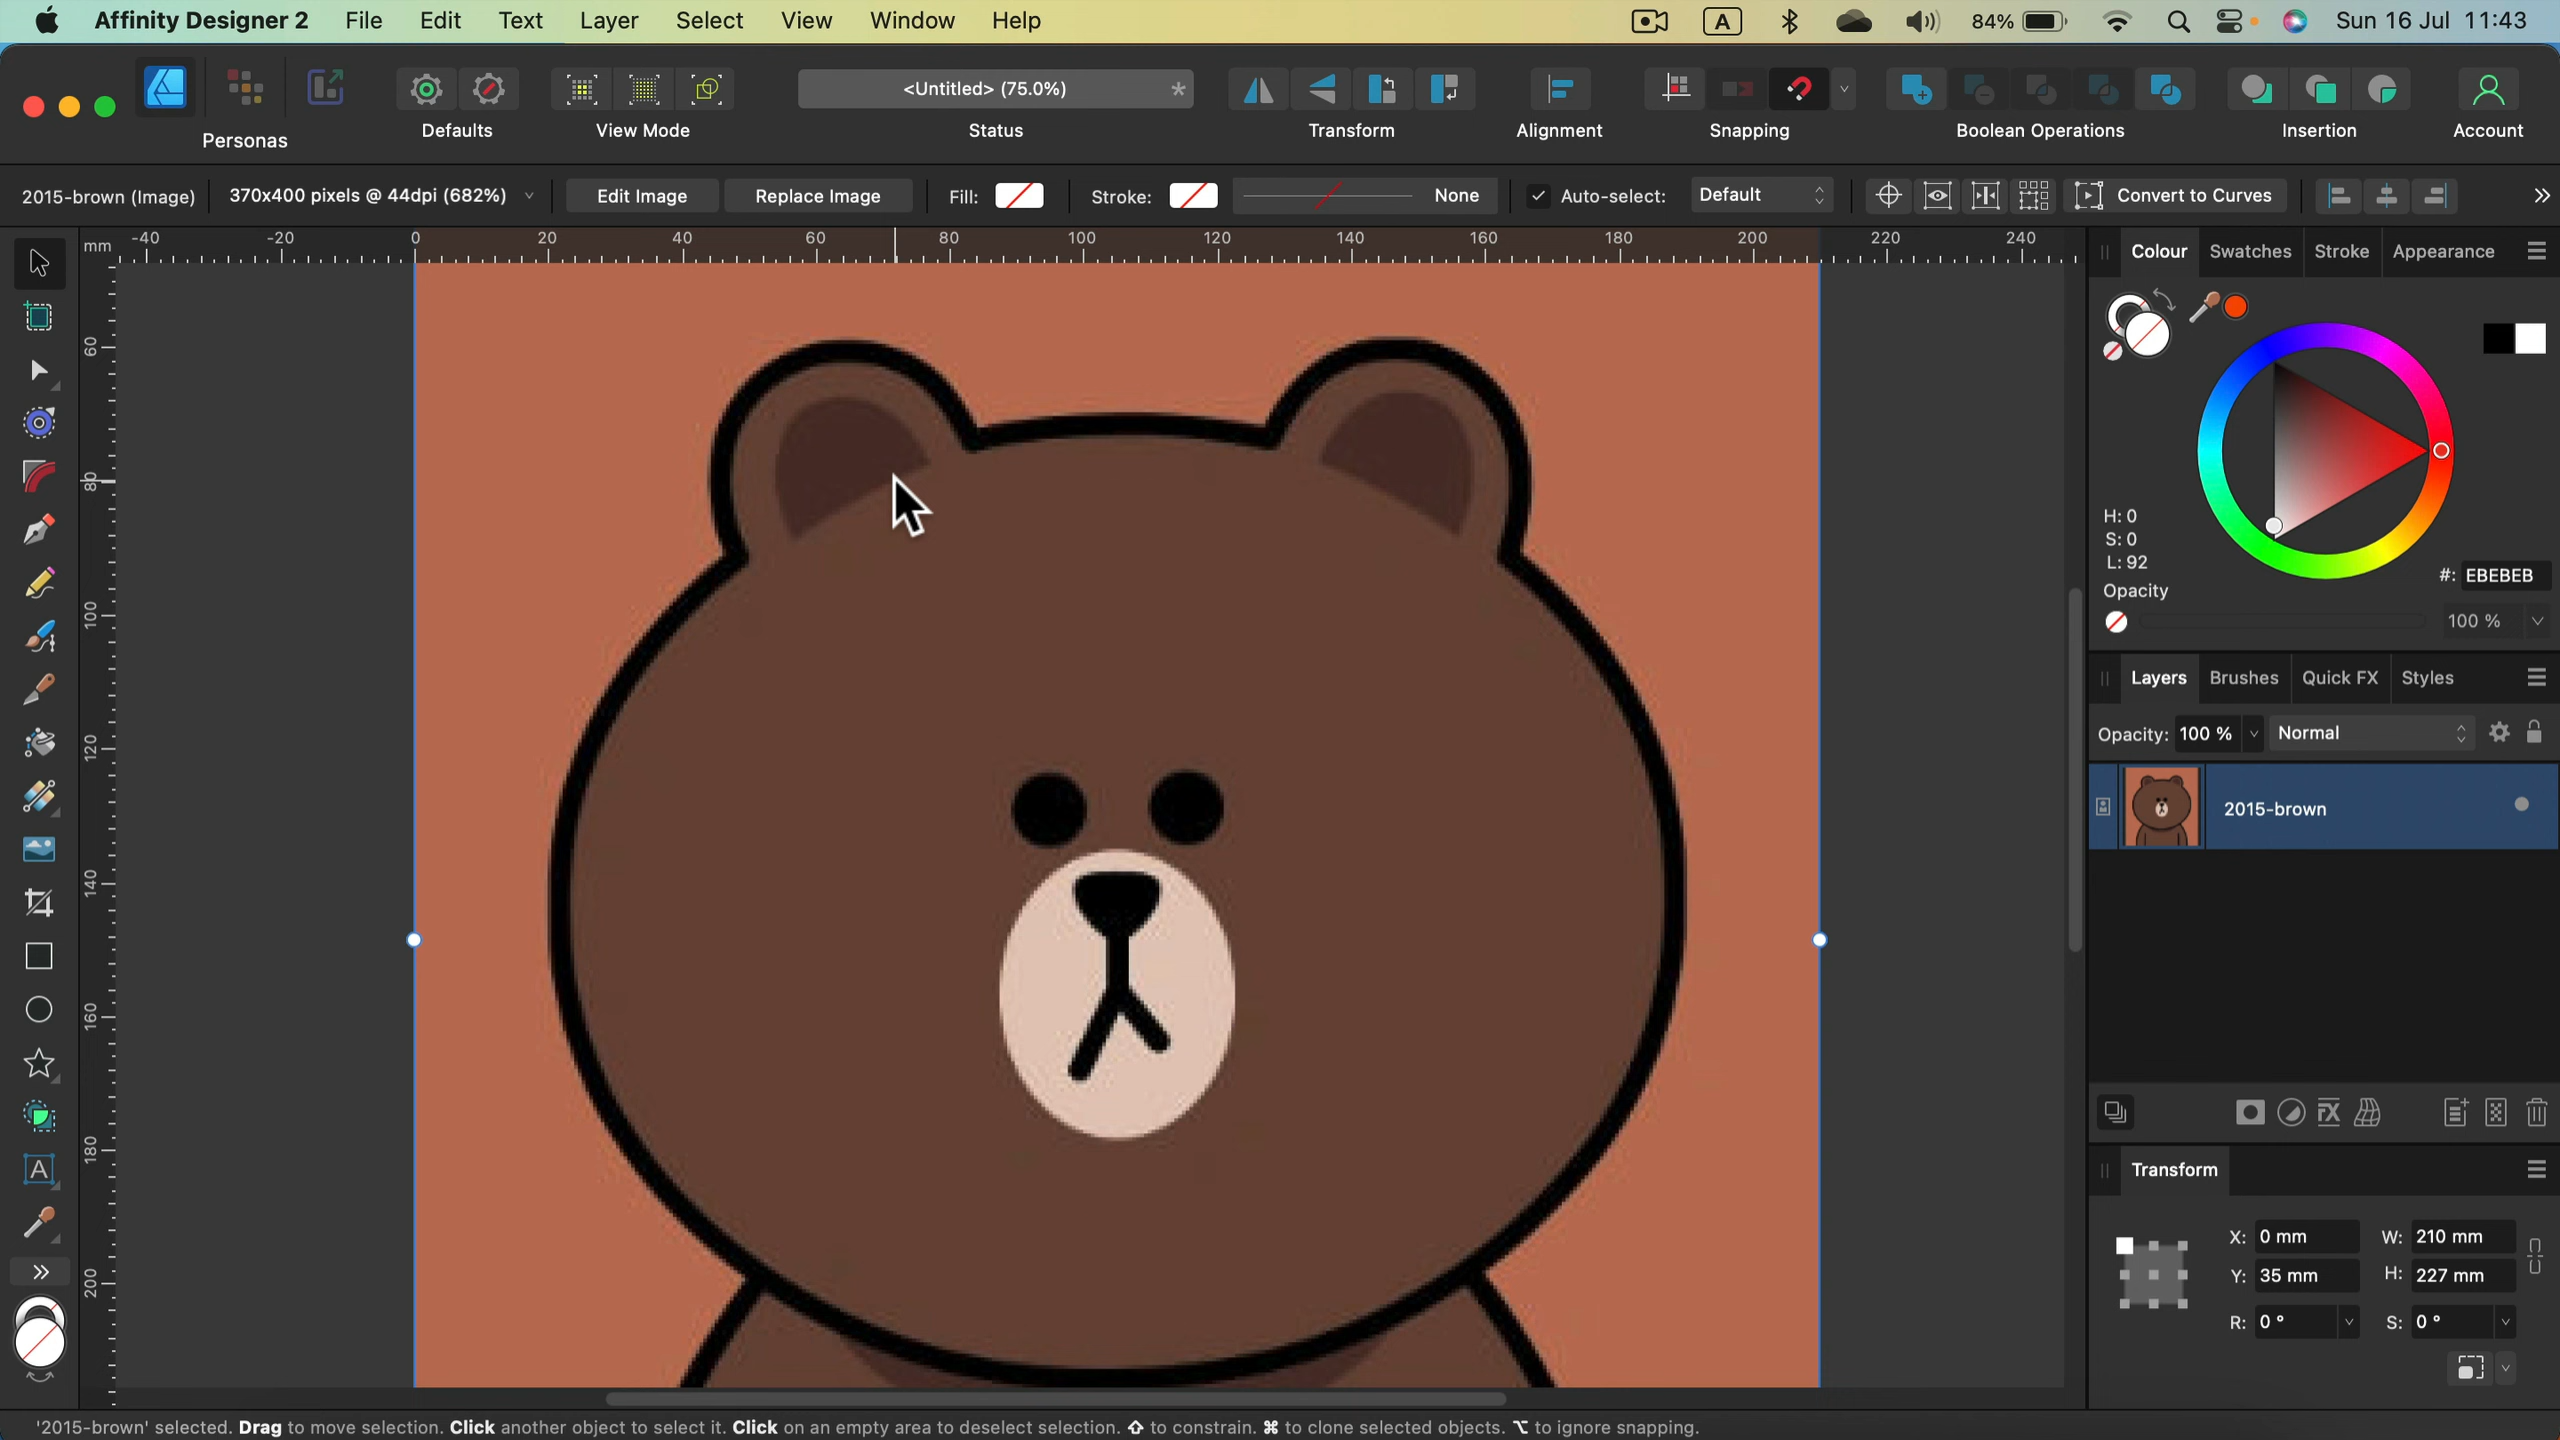 Affinity Designer 2 File Edit Text Layer Select View Window Help A 84% Sun 16 Jul 11:43
<Untitled> (75.0%) *
Personas Defaults View Mode Status Transform Alignment Snapping Boolean Operations Insertion Account
2015-brown (Image) 370x400 pixels @ 44dpi (682%) Edit Image Replace Image Fill: Stroke: None Auto-select: Default Convert to Curves
mm -40 -20 0 20 40 60 80 100 120 140 160 180 200 220 240
60
80
100
120
140
160
180
200
Colour Swatches Stroke Appearance
H: 0
S: 0
L: 92
#: EBEBEB
Opacity
100 %
Layers Brushes Quick FX Styles
Opacity: 100 % Normal
2015-brown
FX
Transform
X: 0 mm W: 210 mm
Y: 35 mm H: 227 mm
R: 0 ° S: 0 °
A
'2015-brown' selected. Drag to move selection. Click another object to select it. Click on an empty area to deselect selection. ⇧ to constrain. ⌘ to clone selected objects. ⌥ to ignore snapping.